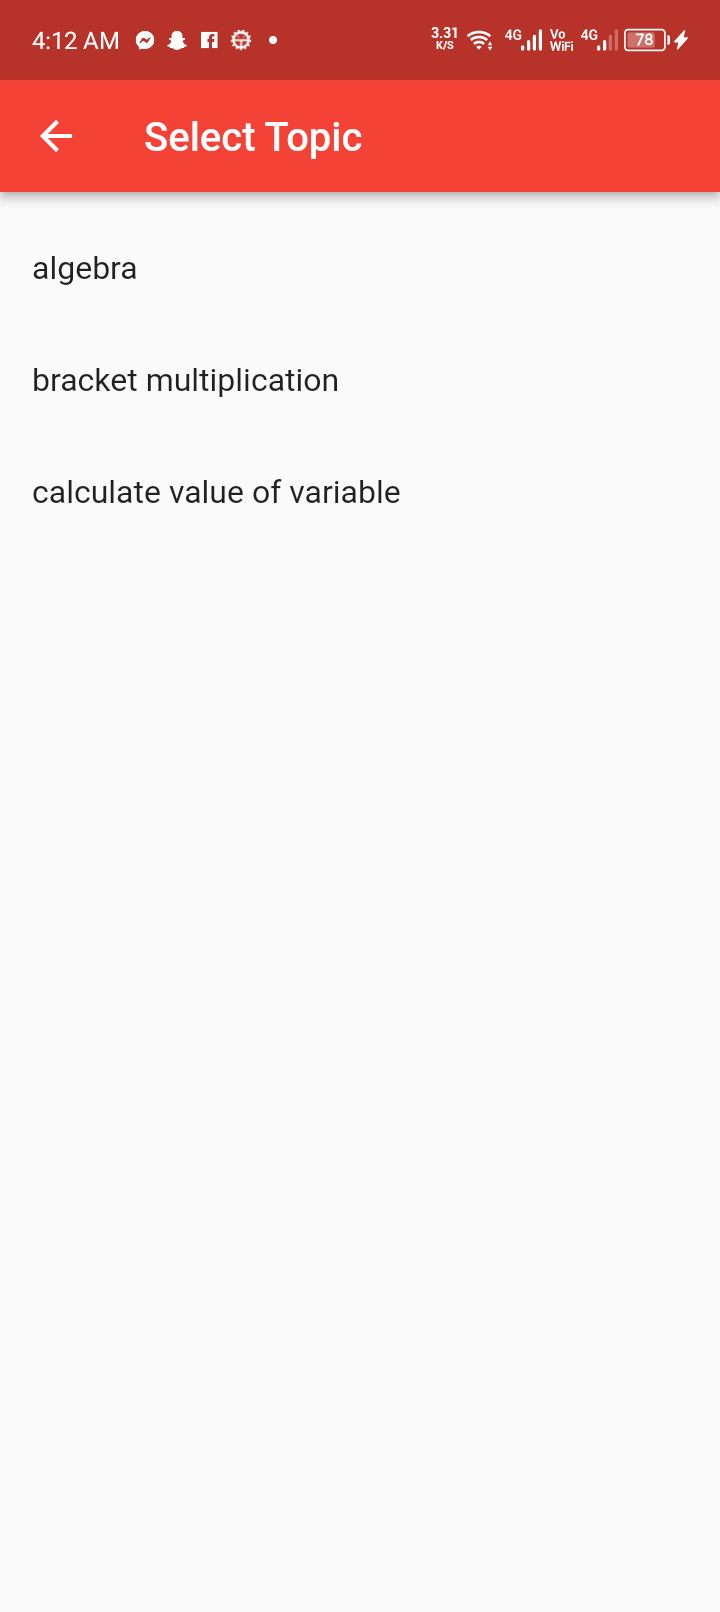 4:12 AM 3.31 K/S 4G Vo WiFi 4G 78
Select Topic
algebra
bracket multiplication
calculate value of variable